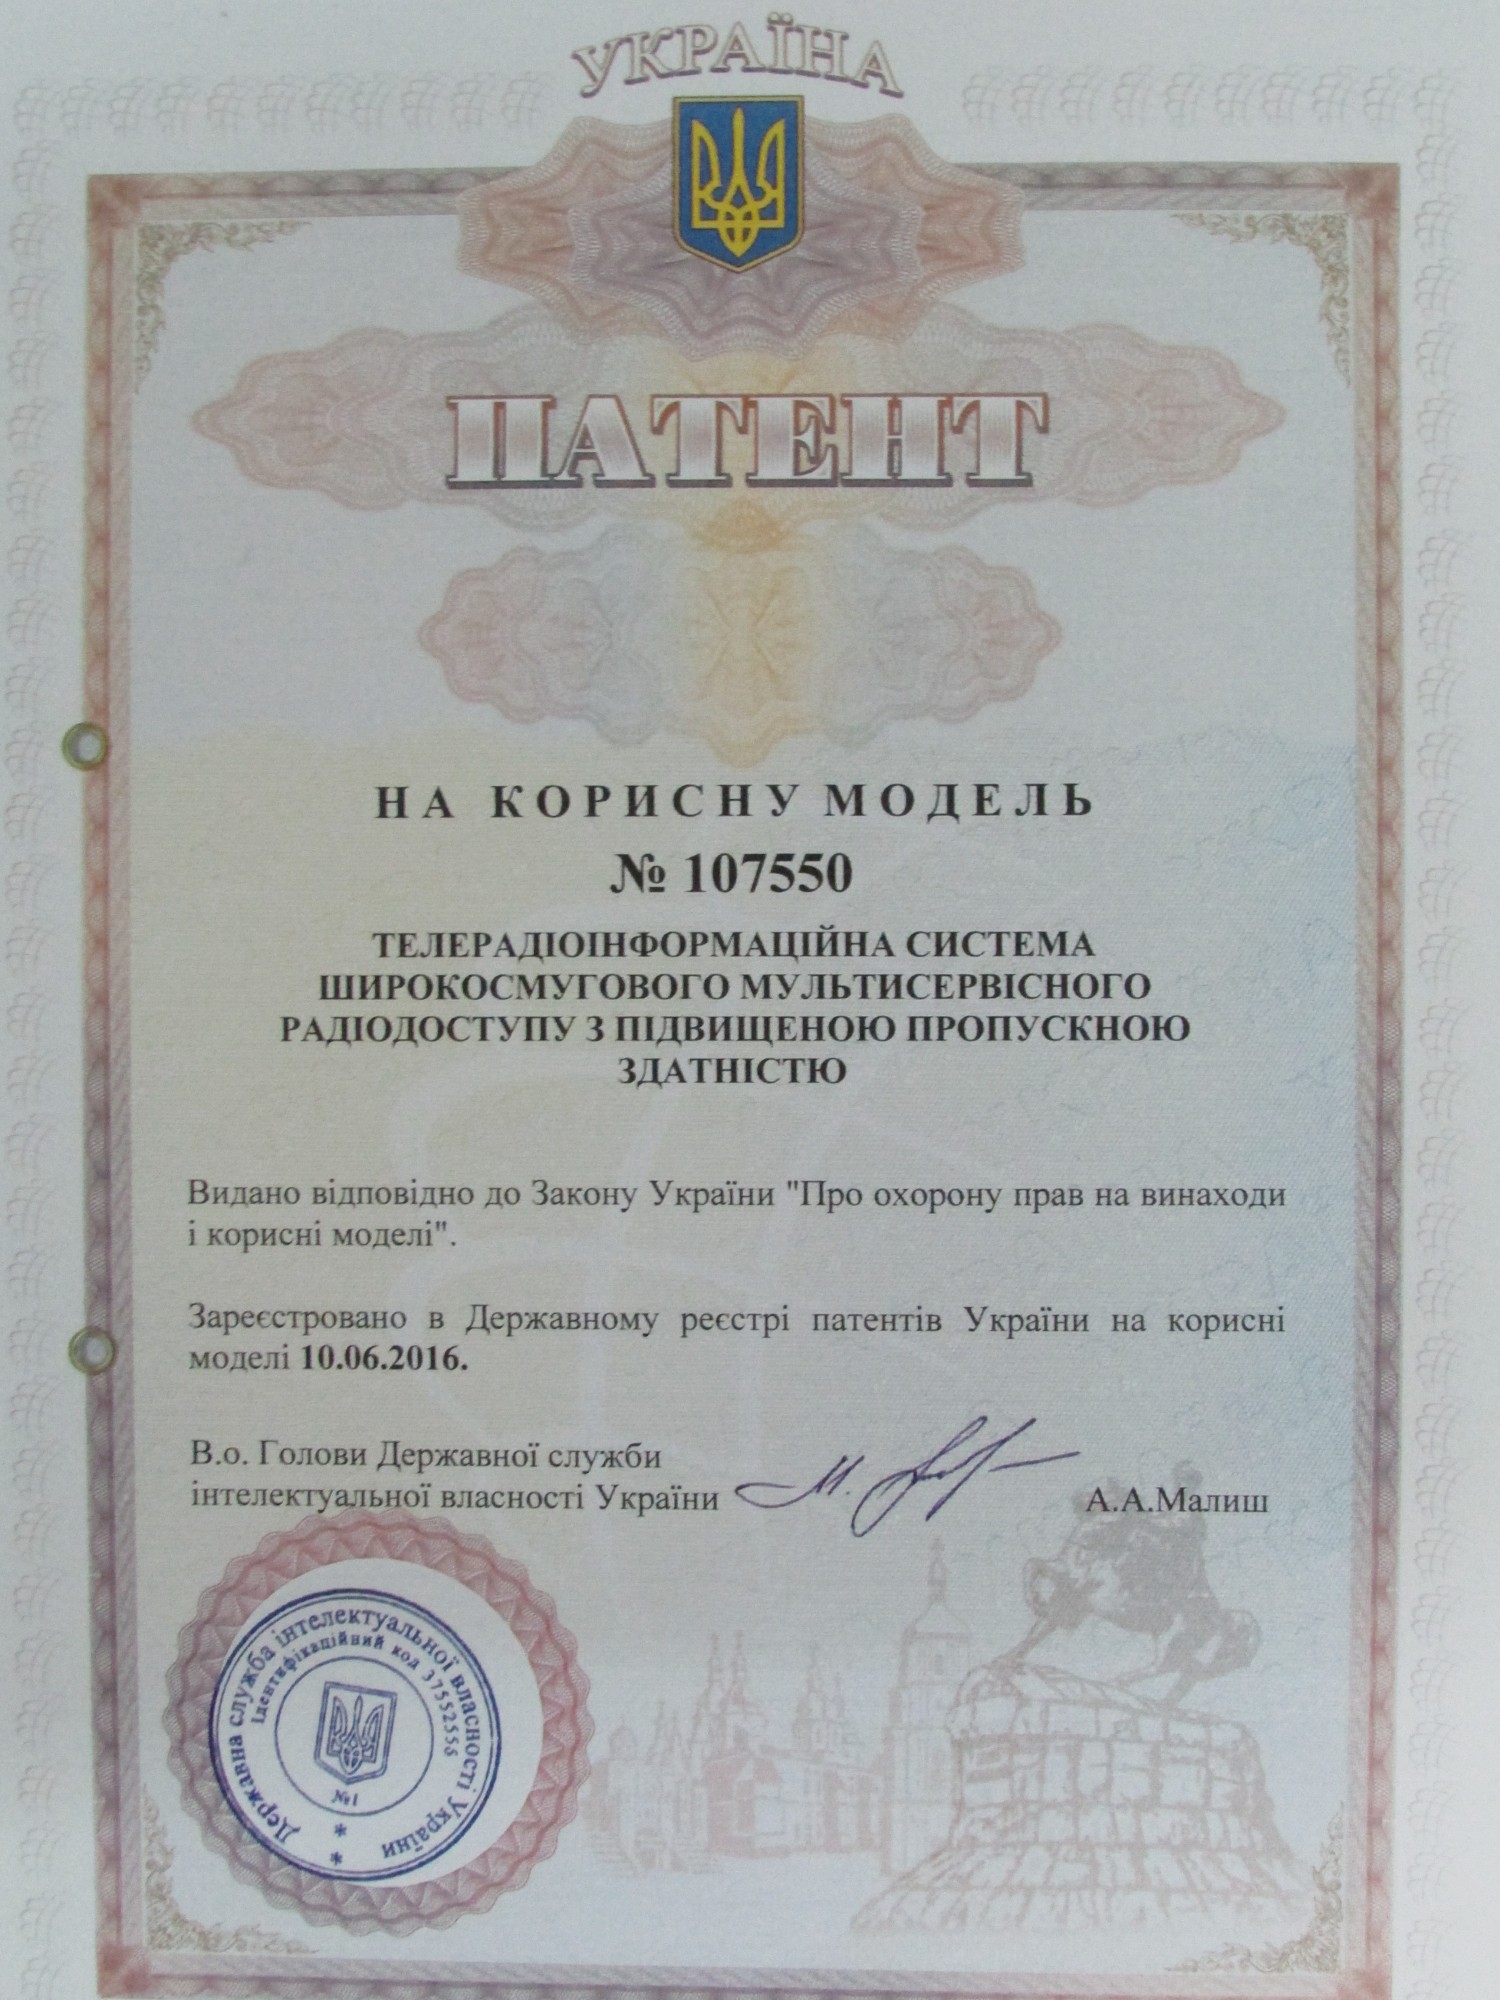 УКРАЇНА
ПАТЕНТ
НА КОРИСНУ МОДЕЛЬ
№ 107550
ТЕЛЕРАДІОІНФОРМАЦІЙНА СИСТЕМА
ШИРОКОСМУГОВОГО МУЛЬТИСЕРВІСНОГО
РАДІОДОСТУПУ З ПІДВИЩЕНОЮ ПРОПУСКНОЮ
ЗДАТНІСТЮ
Видано відповідно до Закону України "Про охорону прав на винаходи
і корисні моделі".
Зареєстровано в Державному реєстрі патентів України на корисні
моделі 10.06.2016.
В.о. Голови Державної служби
інтелектуальної власності України
А.А.Малиш
Державна служба інтелектуальної власності України
ідентифікаційний код 37552556
№1
* *